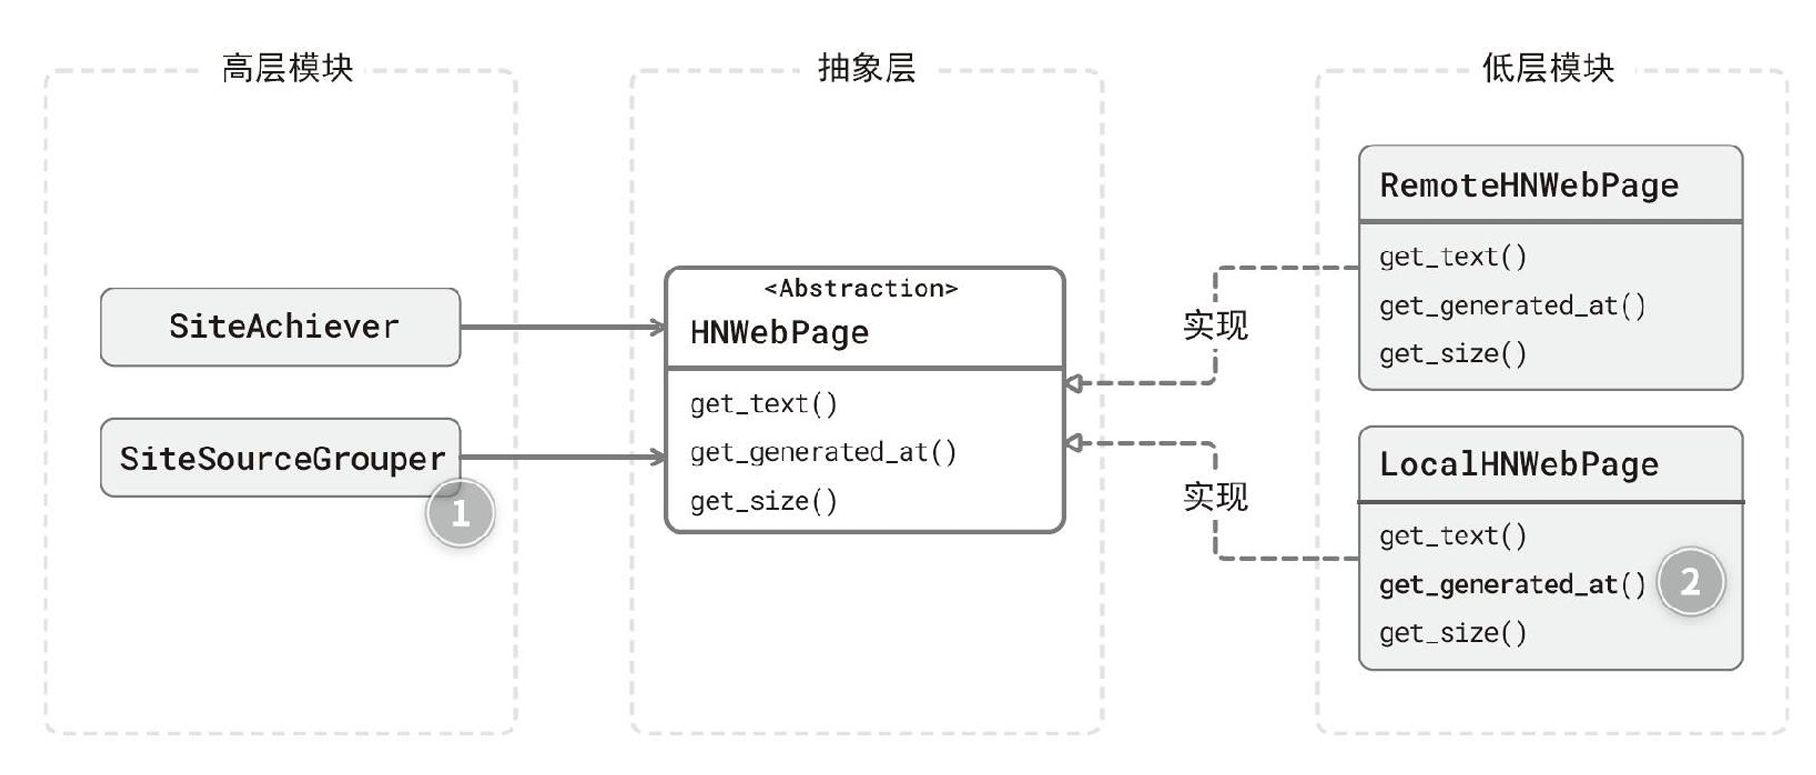 高层模块
SiteAchiever
SiteSourceGrouper
1
抽象层
<Abstraction>
HNWebPage
get_text()
get_generated_at()
get_size()
实现
实现
低层模块
RemoteHNWebPage
get_text()
get_generated_at()
get_size()
LocalHNWebPage
get_text()
get_generated_at()
2
get_size()